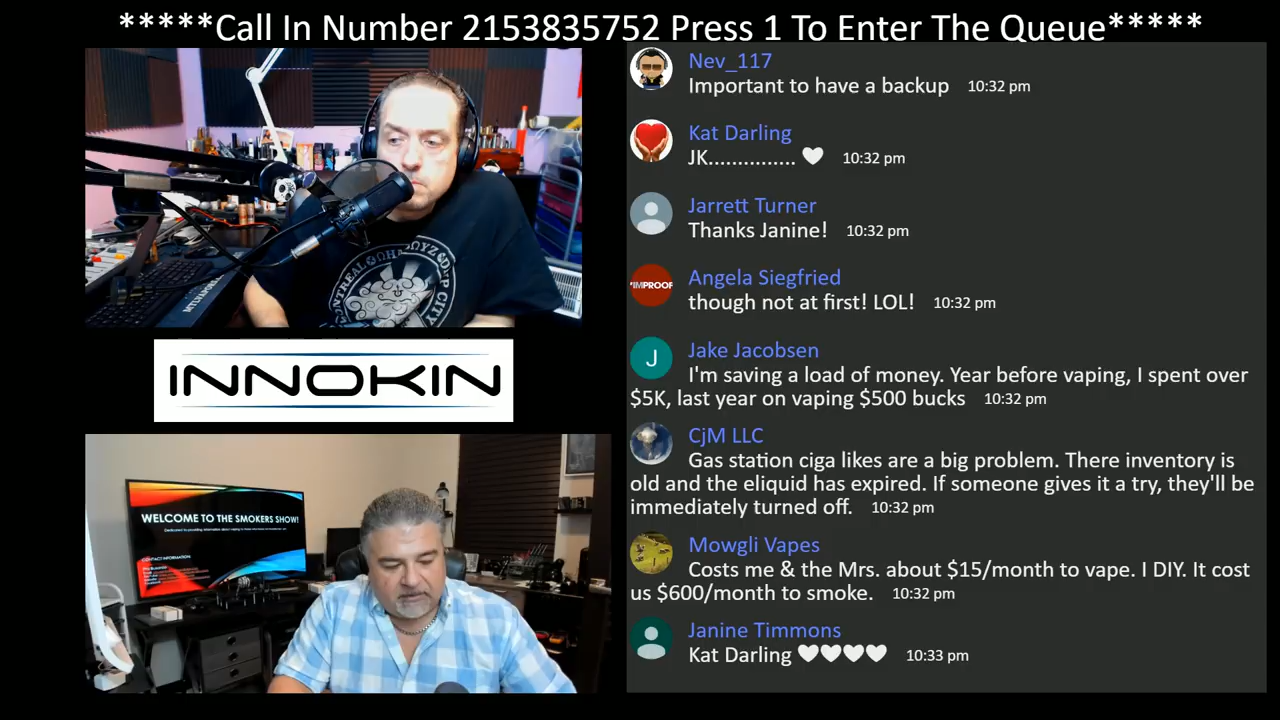 *****Call In Number 2153835752 Press 1 To Enter The Queue*****
INNOKIN
WELCOME TO THE SMOKERS SHOW!
CONTACT INFORMATION
Nev_117
Important to have a backup 10:32 pm
Kat Darling
JK............... 🤍 10:32 pm
Jarrett Turner
Thanks Janine! 10:32 pm
Angela Siegfried
though not at first! LOL! 10:32 pm
J
Jake Jacobsen
I'm saving a load of money. Year before vaping, I spent over
$5K, last year on vaping $500 bucks 10:32 pm
CjM LLC
Gas station ciga likes are a big problem. There inventory is
old and the eliquid has expired. If someone gives it a try, they'll be
immediately turned off. 10:32 pm
Mowgli Vapes
Costs me & the Mrs. about $15/month to vape. I DIY. It cost
us $600/month to smoke. 10:32 pm
Janine Timmons
Kat Darling 🤍🤍🤍🤍 10:33 pm